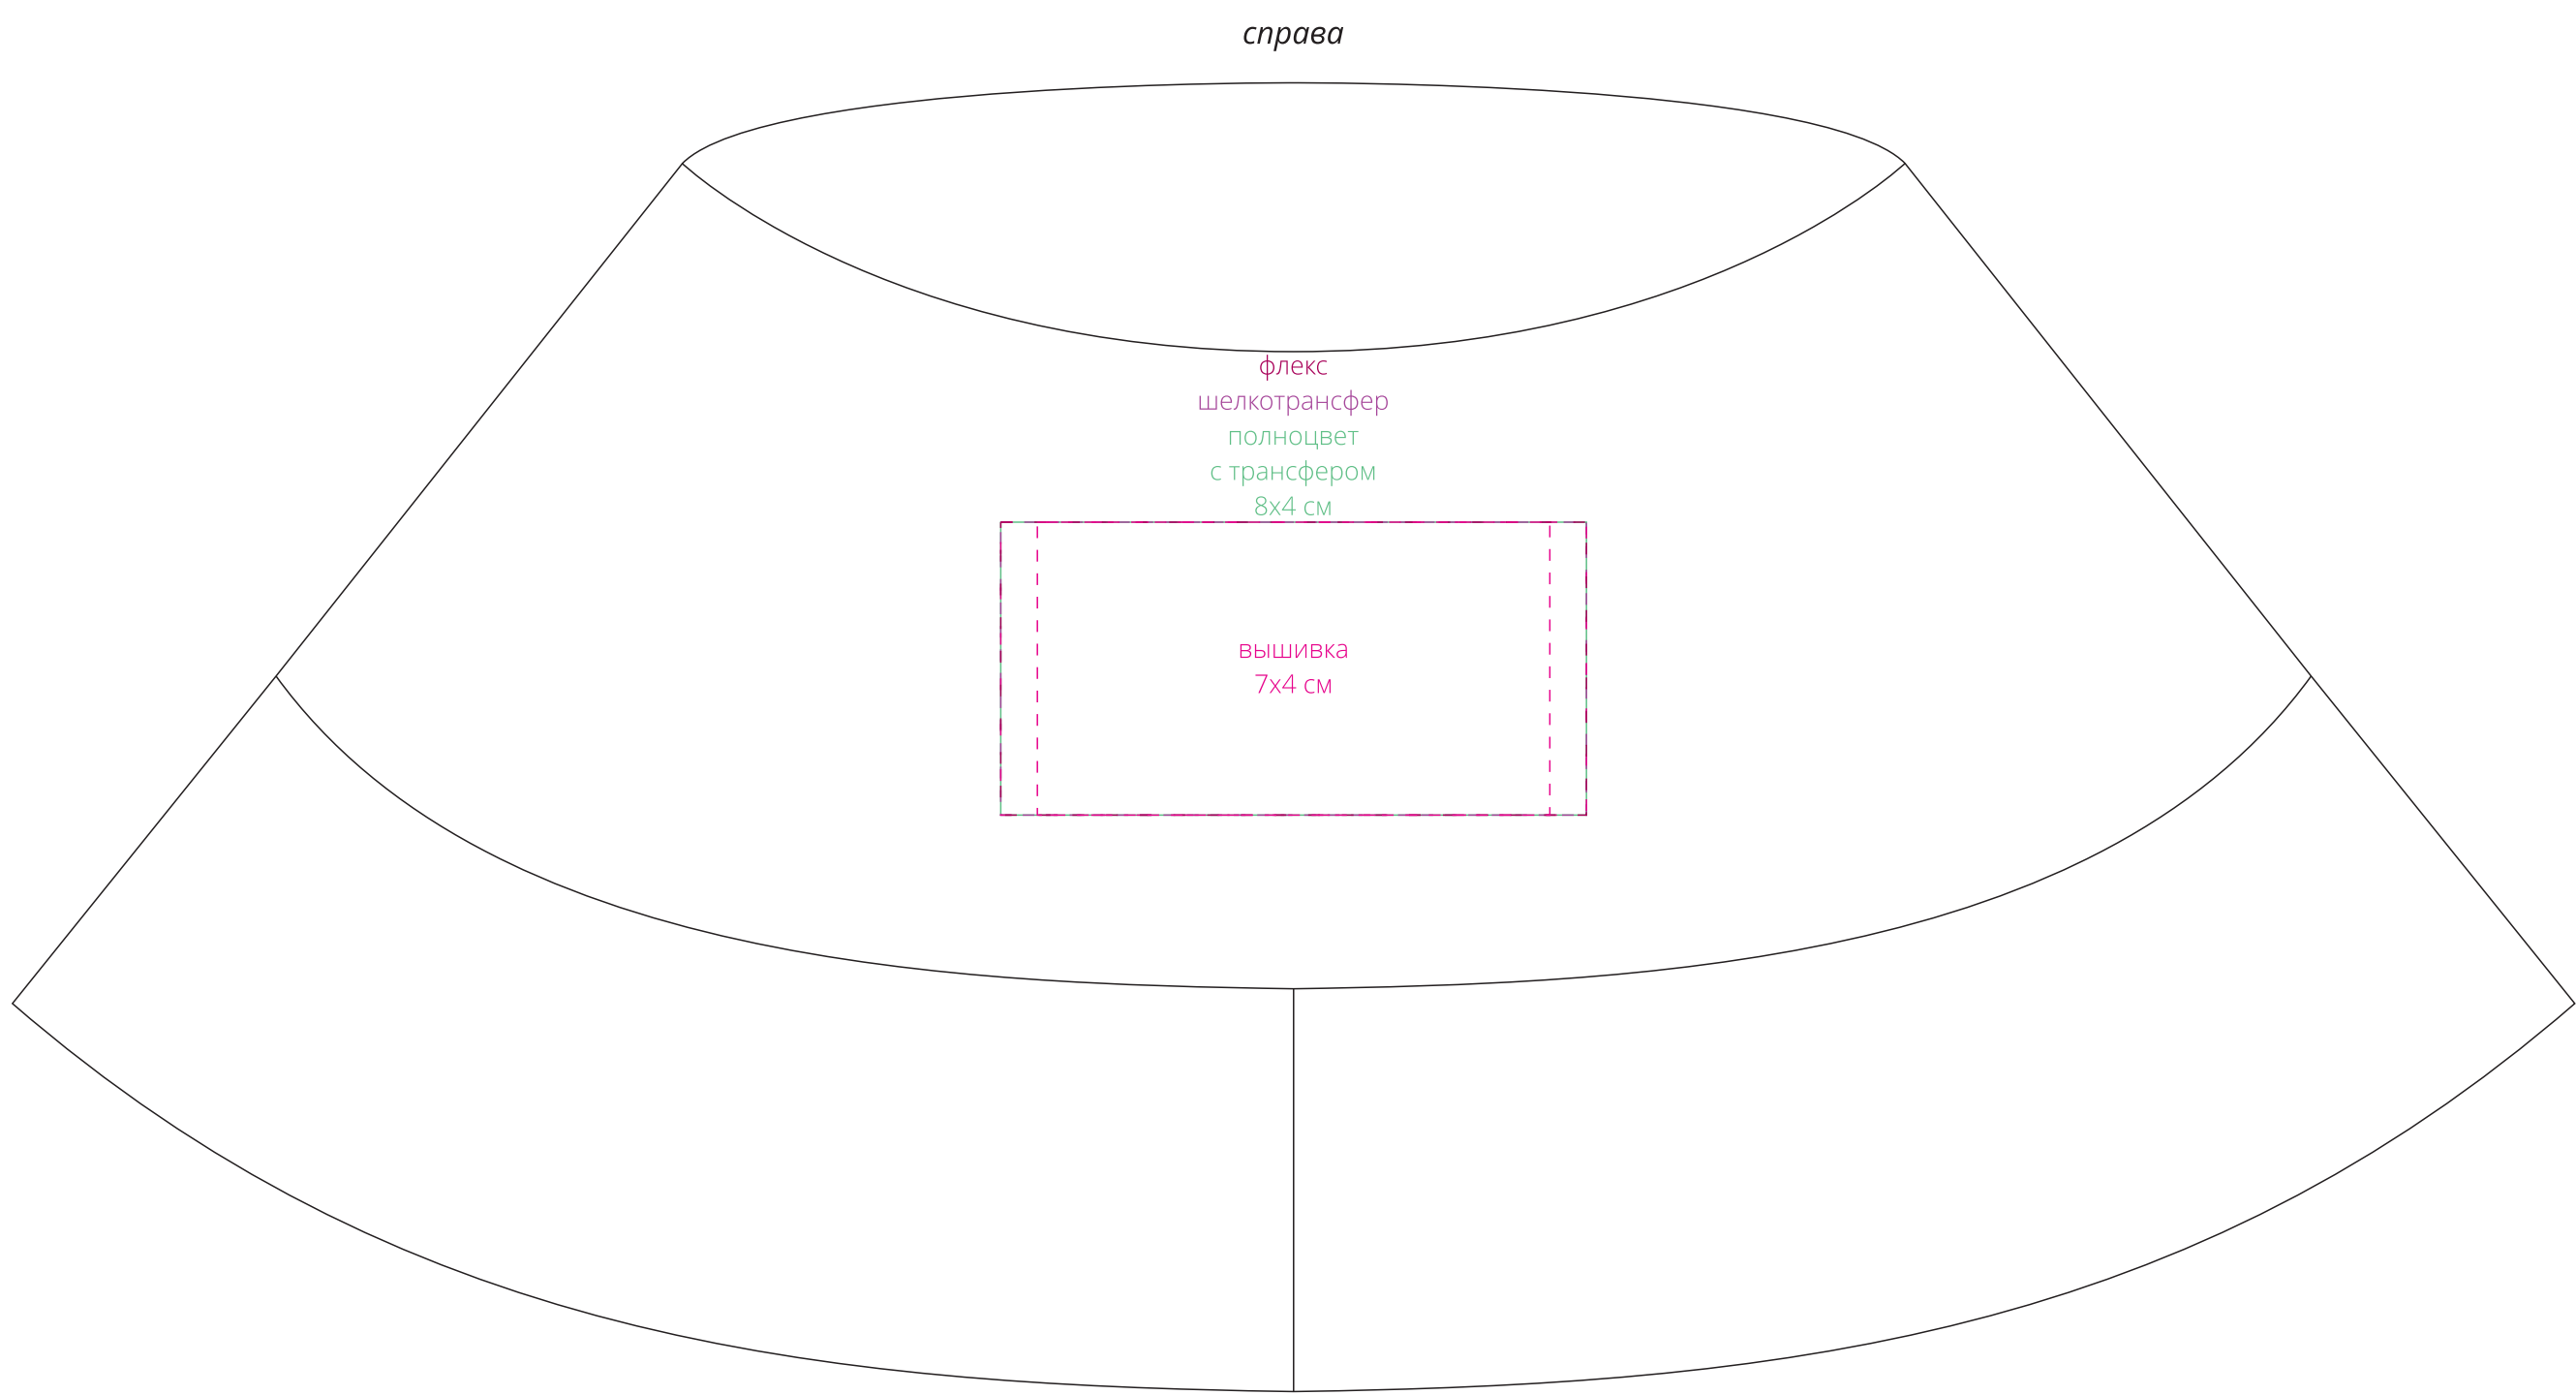 справа
флекс
шелкотрансфер
полноцвет
с трансфером
8х4 см
вышивка
7х4 см